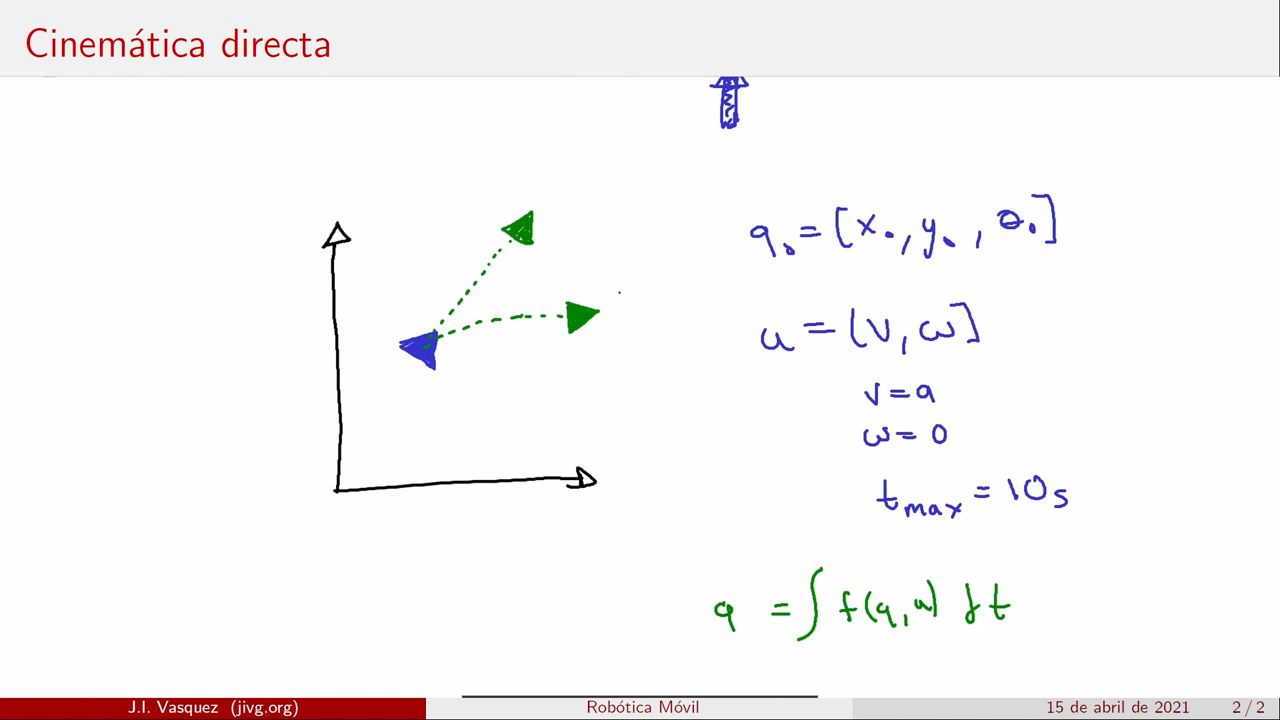 Cinemática directa
q₀ = [x₀, y₀, θ₀]
u = [v, ω]
v = a
ω = 0
t_max = 10s
q = ∫ f(q, u) dt
J.I. Vasquez (jivg.org) Robótica Móvil 15 de abril de 2021 2 / 2